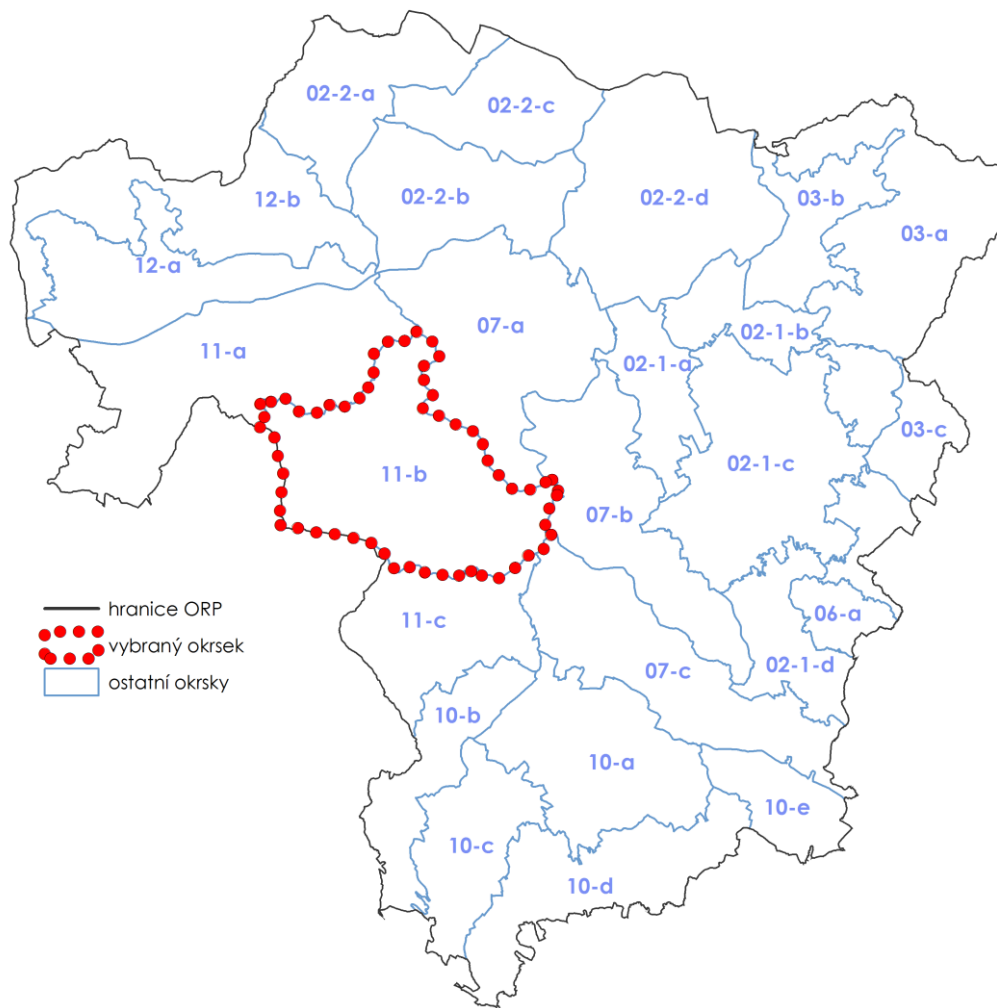 02-2-a
02-2-c
12-b
02-2-b
02-2-d
03-b
03-a
12-a
11-a
07-a
02-1-b
02-1-a
03-c
11-b
02-1-c
07-b
hranice ORP
vybraný okrsek
ostatní okrsky
11-c
06-a
07-c
02-1-d
10-b
10-a
10-e
10-c
10-d